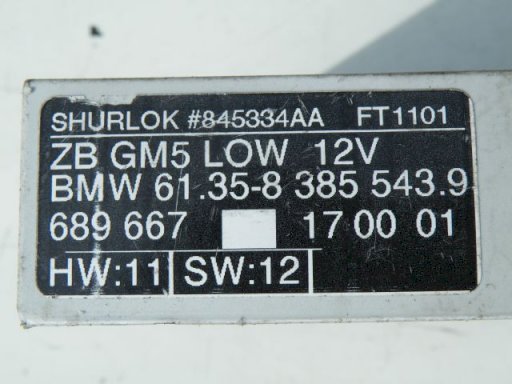 SHURLOK #845334AA FT1101
ZB GM5 LOW 12V
BMW 61.35-8 385 543.9
689 667 17 00 01
HW:11 SW:12